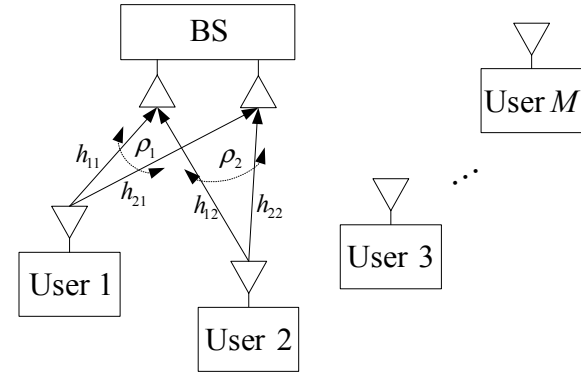 BS
User M
h₁₁
ρ₁
ρ₂
h₂₁
h₁₂
h₂₂
...
User 1
User 2
User 3